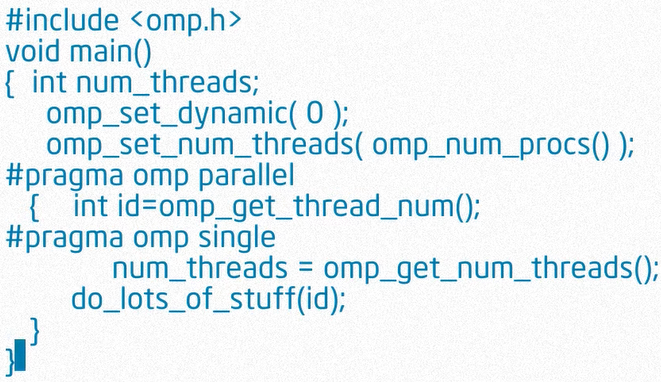 #include <omp.h>
void main()
{  int num_threads;
omp_set_dynamic( 0 );
omp_set_num_threads( omp_num_procs() );
#pragma omp parallel
{    int id=omp_get_thread_num();
#pragma omp single
num_threads = omp_get_num_threads();
do_lots_of_stuff(id);
}
}